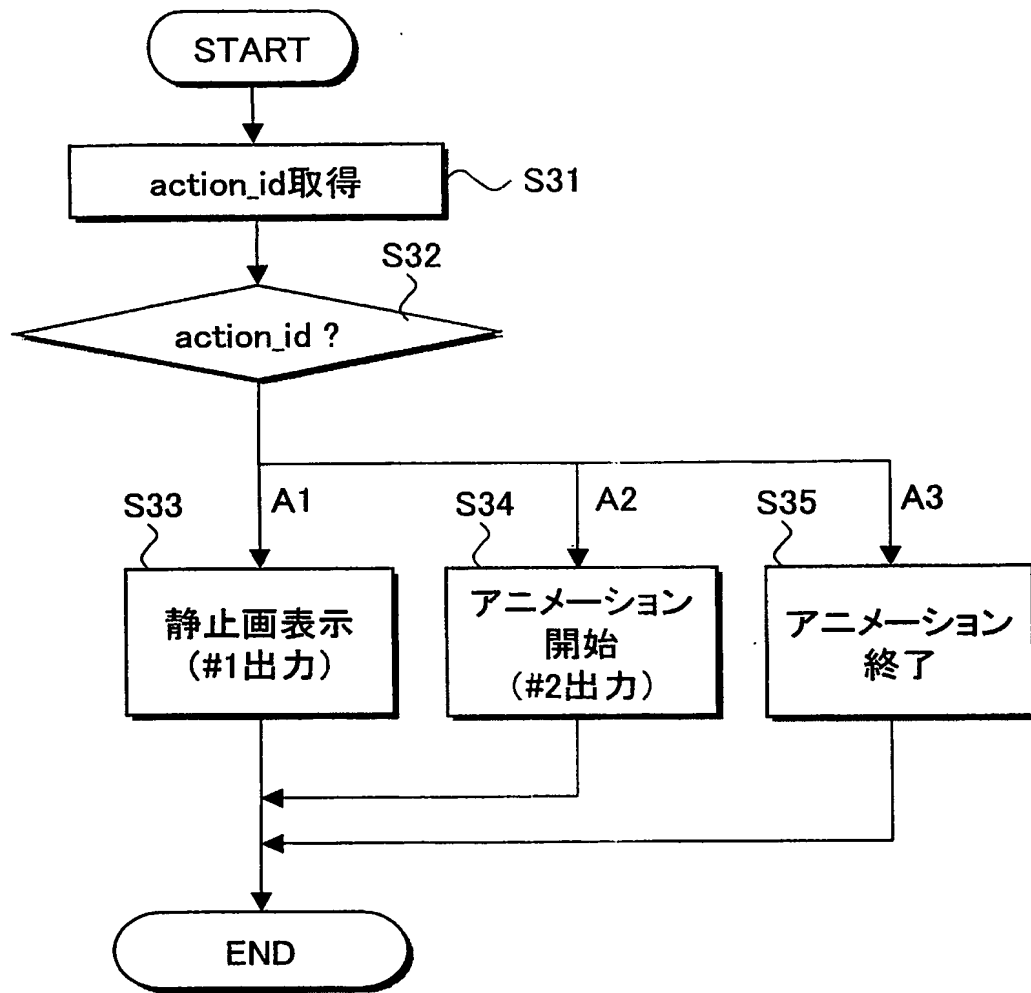 START
action_id取得
S31
S32
action_id ?
S33
A1
S34
A2
S35
A3
静止画表示
(#1出力)
アニメーション
開始
(#2出力)
アニメーション
終了
END